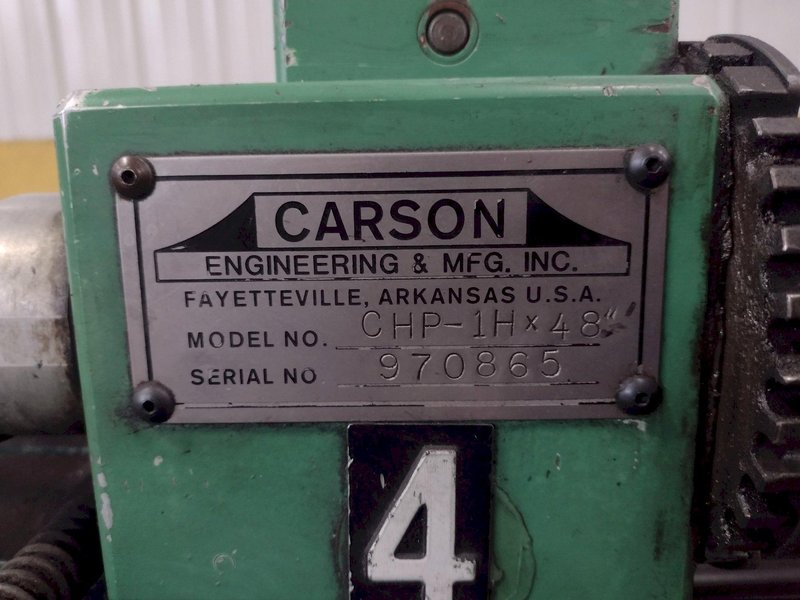 CARSON
ENGINEERING & MFG. INC.
FAYETTEVILLE, ARKANSAS U.S.A.
MODEL NO. CHP-1H x 48"
SERIAL NO 970865
4